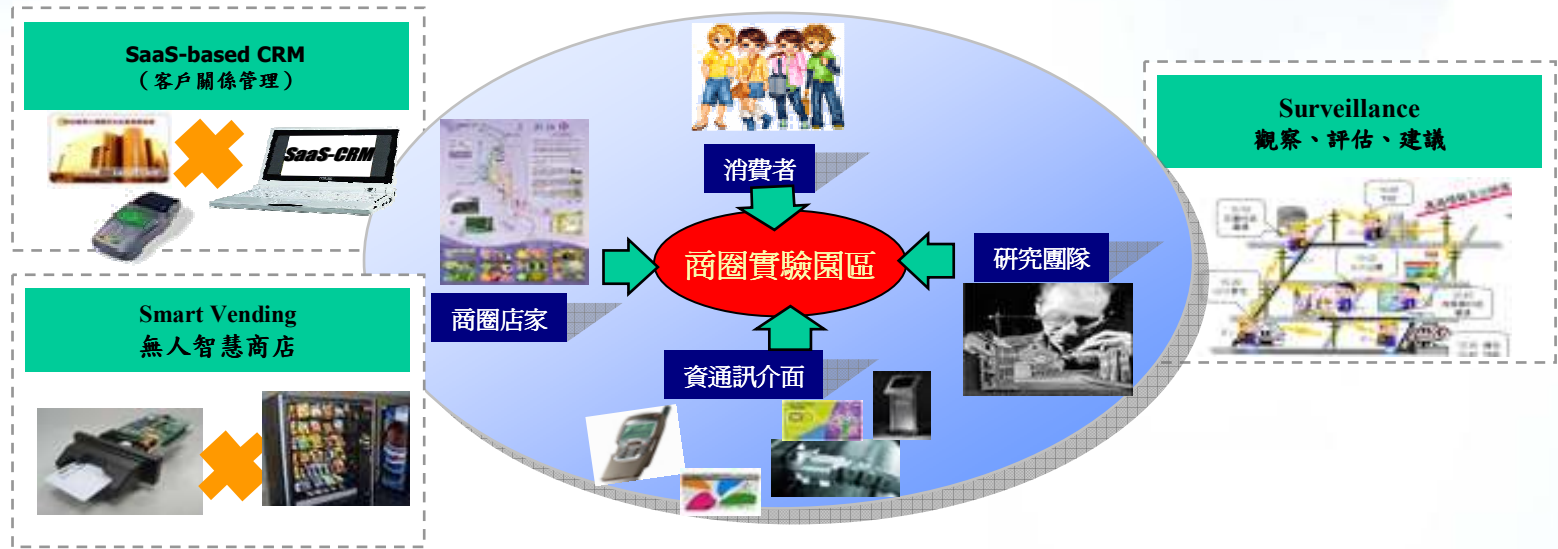 SaaS-based CRM
（客戶關係管理）
SaaS-CRM
Smart Vending
無人智慧商店
消費者
商圈店家
商圈實驗園區
研究團隊
資通訊介面
Surveillance
觀察、評估、建議